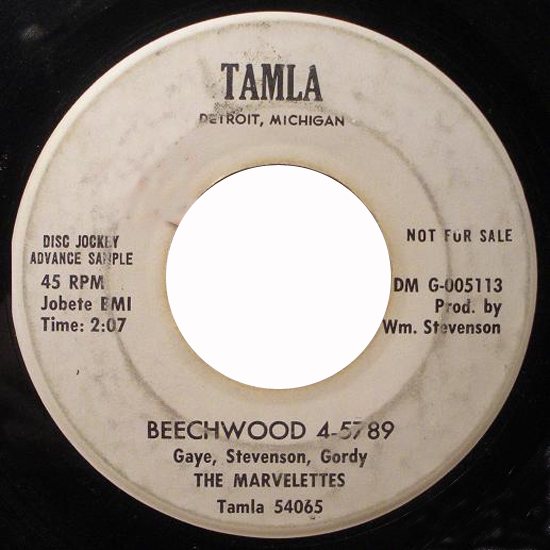 TAMLA
DETROIT, MICHIGAN
DISC JOCKEY
ADVANCE SAMPLE
45 RPM
Jobete BMI
Time: 2:07
NOT FOR SALE
DM G-005113
Prod. by
Wm. Stevenson
BEECHWOOD 4-5789
Gaye, Stevenson, Gordy
THE MARVELETTES
Tamla 54065